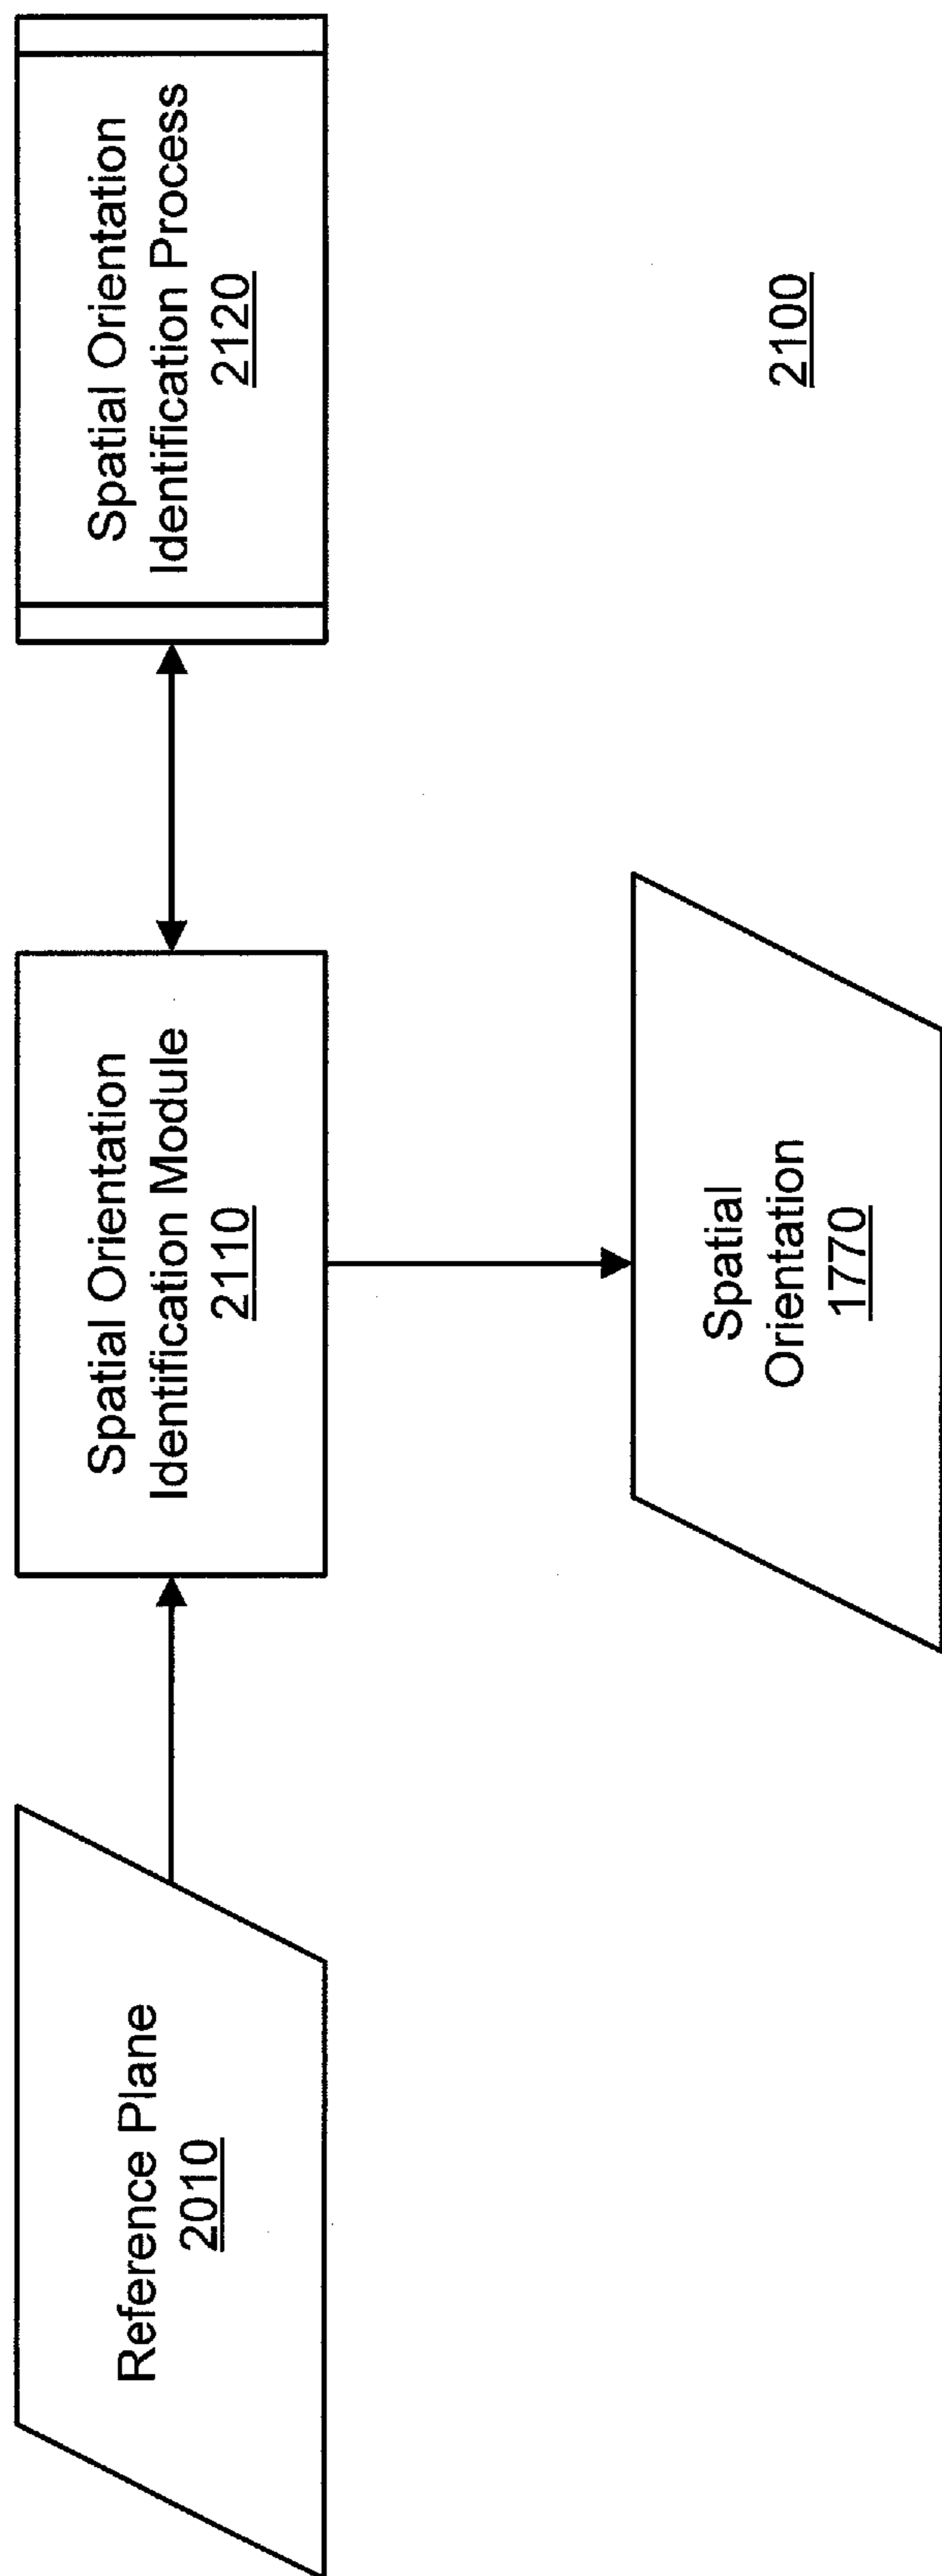 Reference Plane
2010
Spatial Orientation
Identification Module
2110
Spatial Orientation
Identification Process
2120
Spatial
Orientation
1770
2100